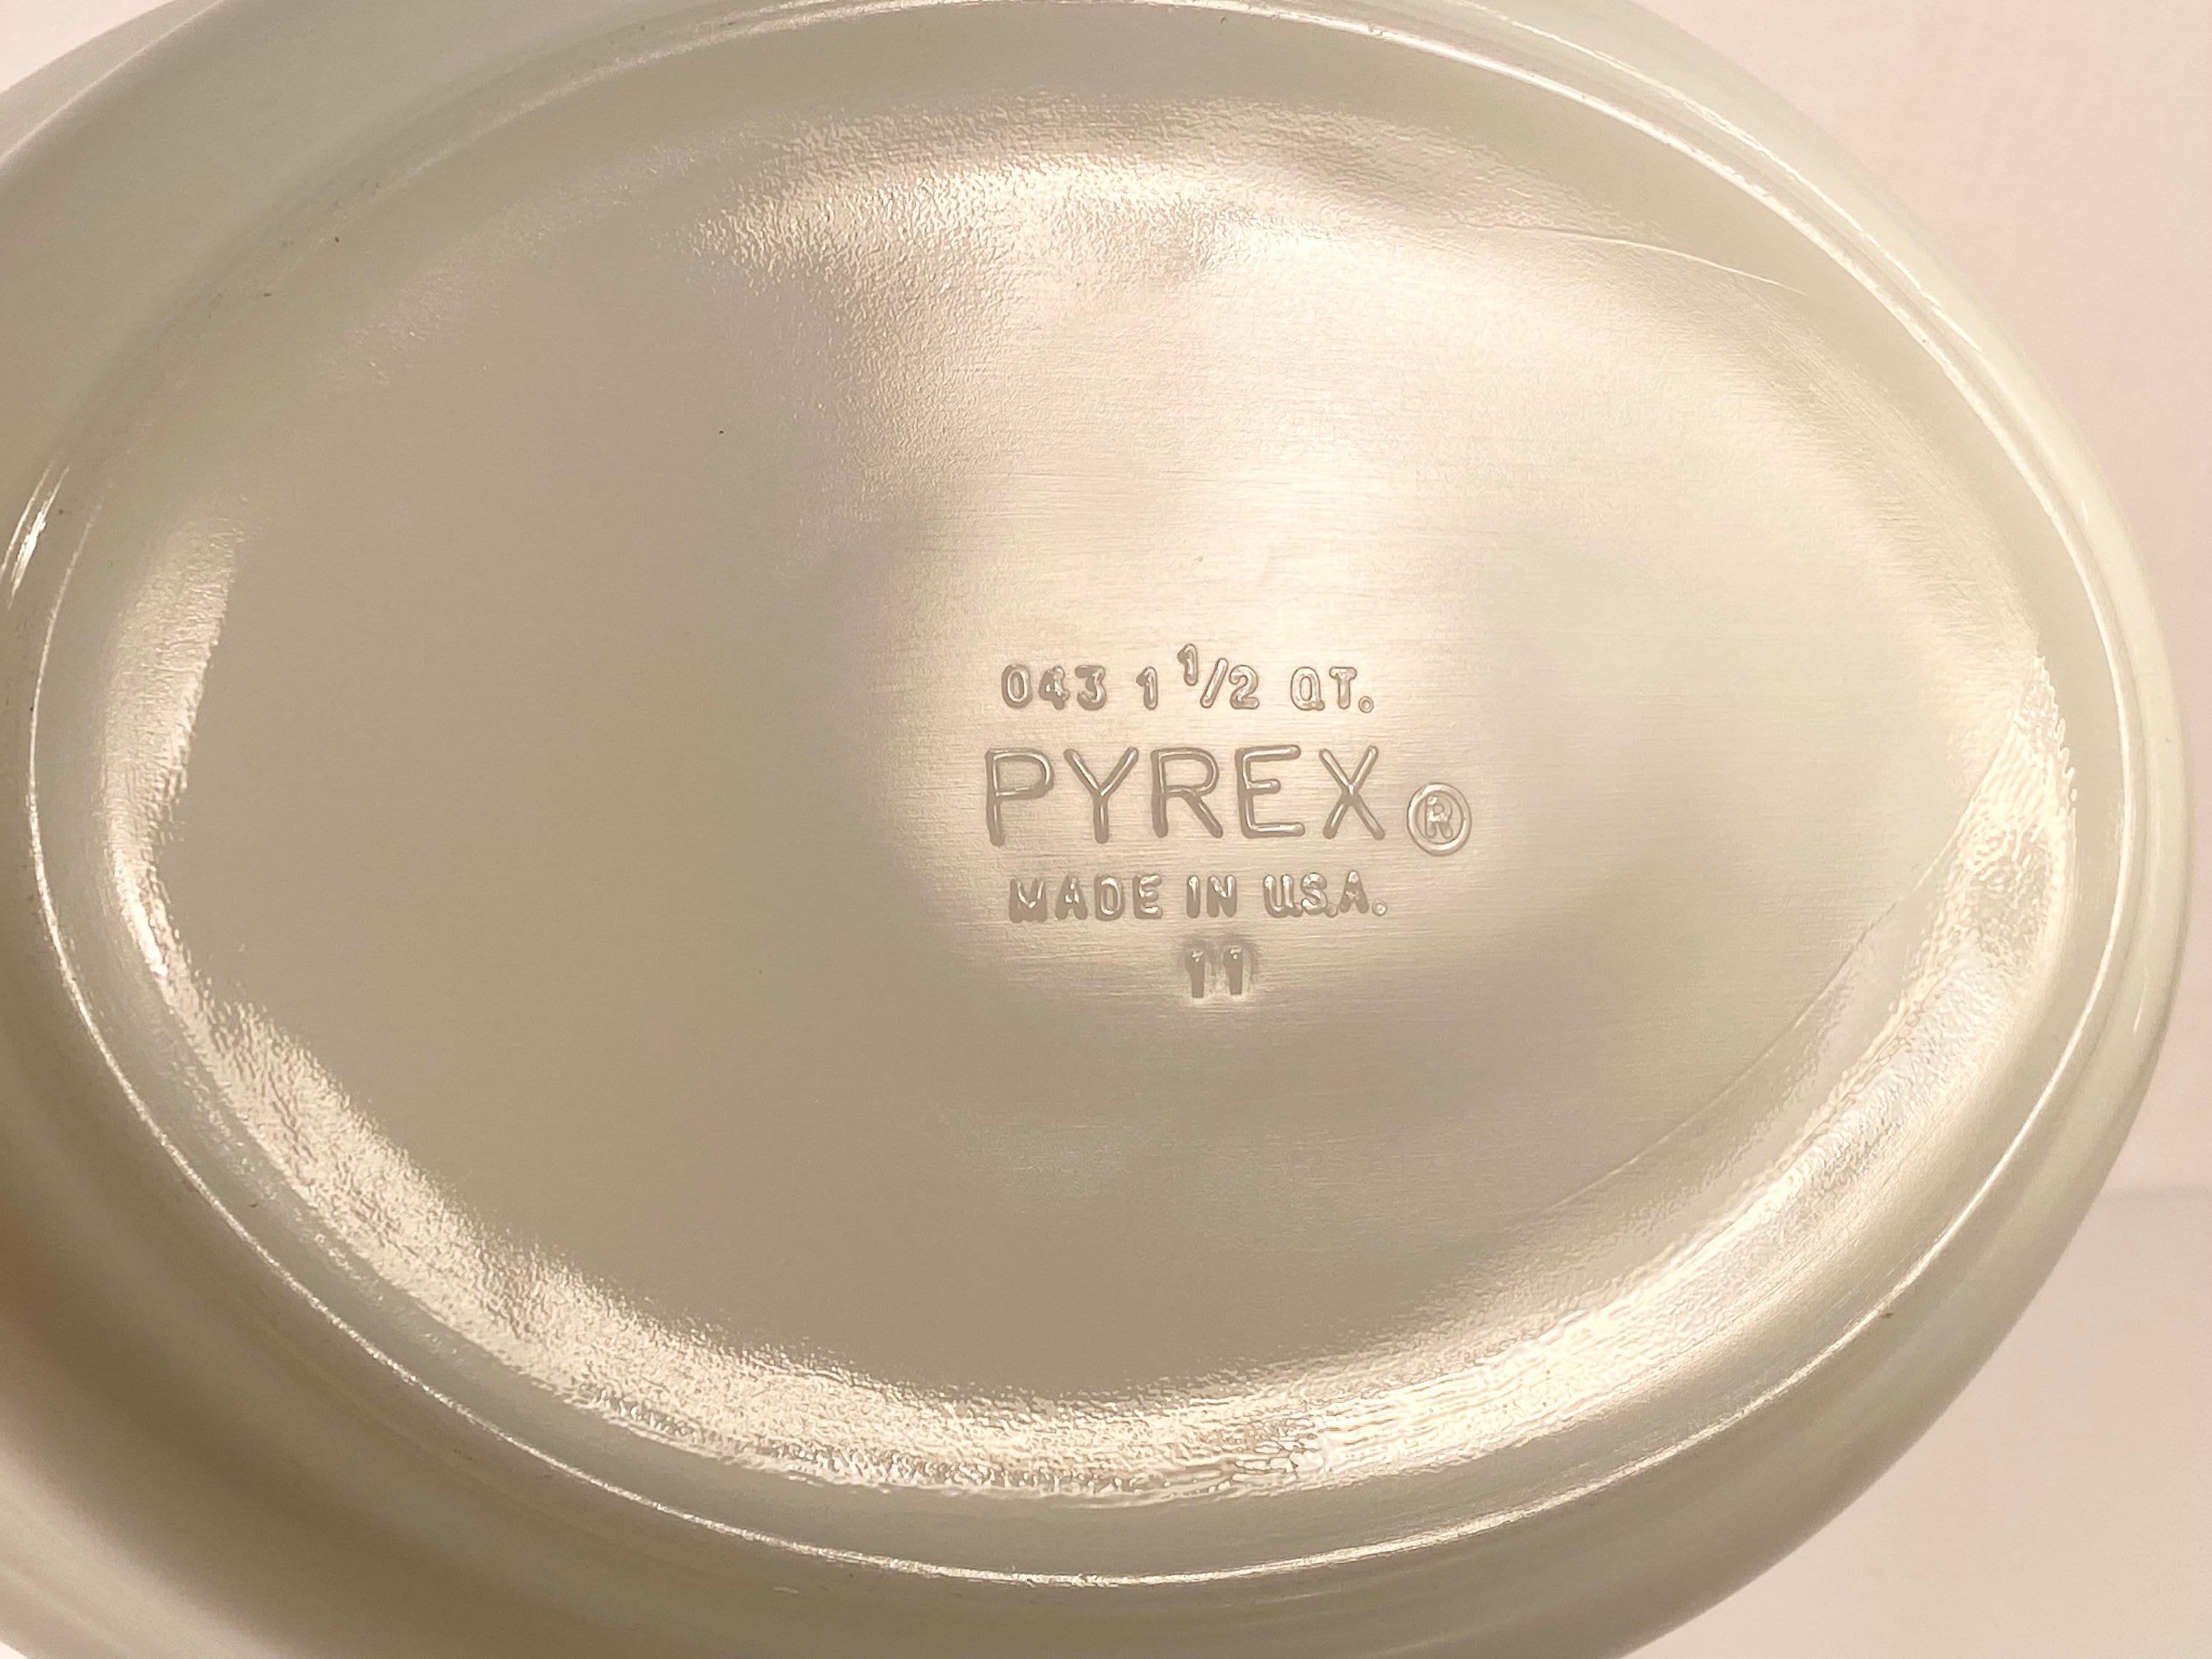 043 1 1/2 QT.
PYREX ®
MADE IN U.S.A.
11